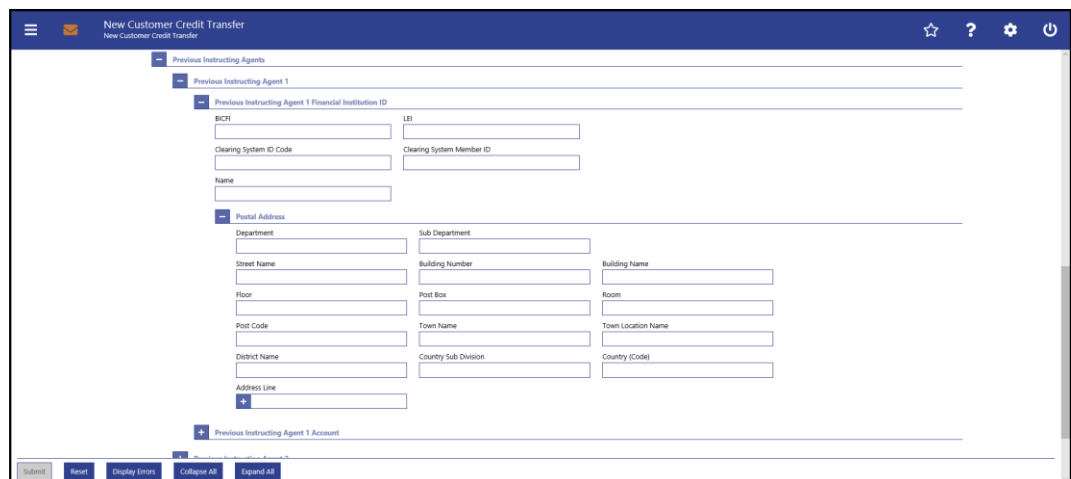 New Customer Credit Transfer
New Customer Credit Transfer
Previous Instructing Agents
Previous Instructing Agent 1
Previous Instructing Agent 1 Financial Institution ID
BICFI LEI
Clearing System ID Code Clearing System Member ID
Name
Postal Address
Department Sub Department
Street Name Building Number Building Name
Floor Post Box Room
Post Code Town Name Town Location Name
District Name Country Sub Division Country (Code)
Address Line
Previous Instructing Agent 1 Account
Submit Reset Display Errors Collapse All Expand All